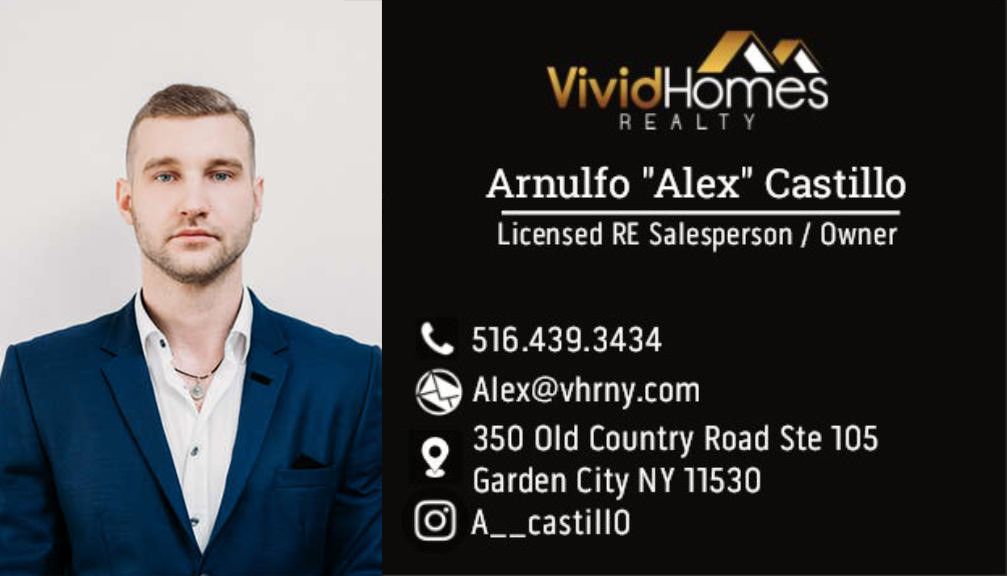 VividHomes
REALTY
Arnulfo "Alex" Castillo
Licensed RE Salesperson / Owner
516.439.3434
Alex@vhrny.com
350 Old Country Road Ste 105
Garden City NY 11530
A__castill0